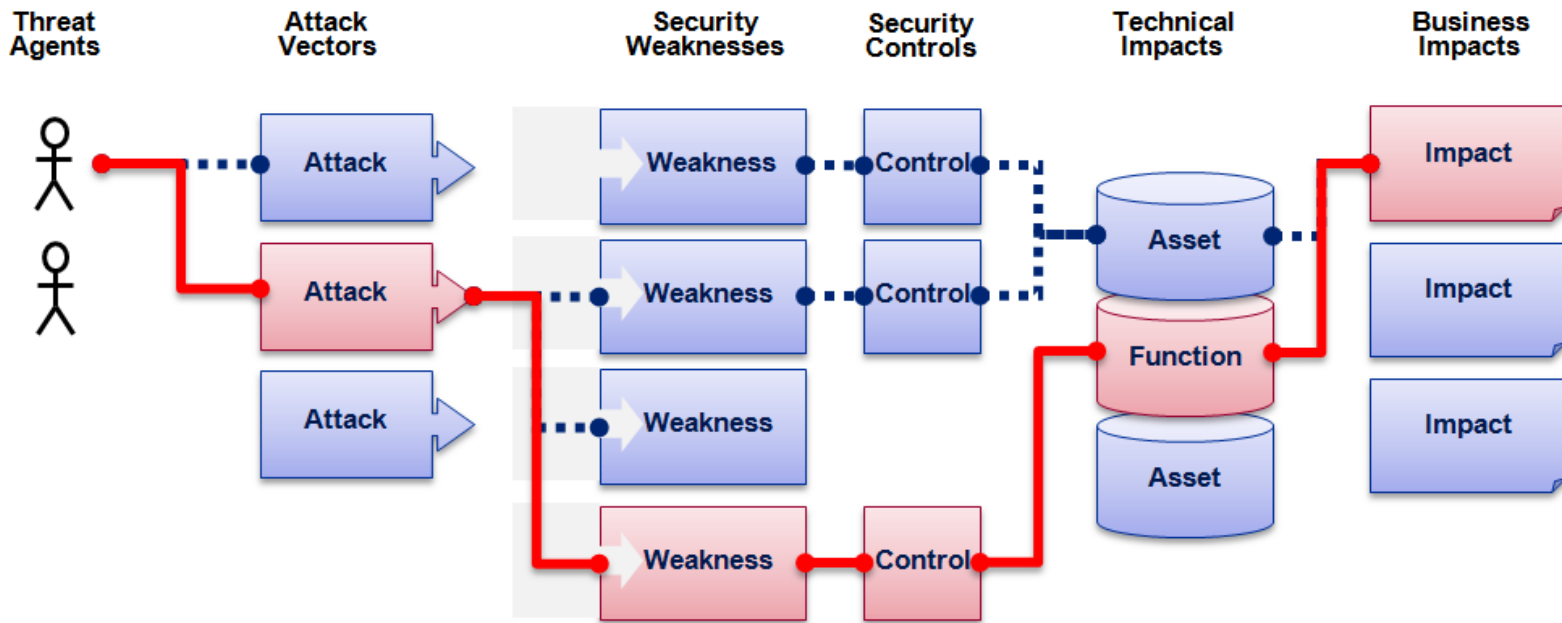 Threat
Agents
Attack
Vectors
Security
Weaknesses
Security
Controls
Technical
Impacts
Business
Impacts
Attack
Weakness
Control
Impact
Asset
Attack
Weakness
Control
Impact
Function
Attack
Weakness
Impact
Asset
Weakness
Control